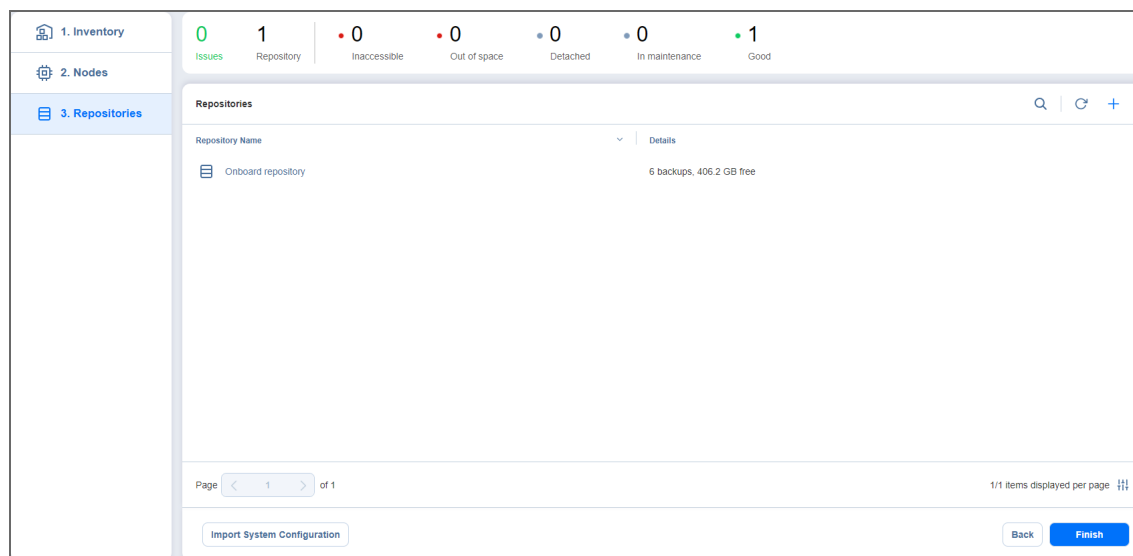 1. Inventory
2. Nodes
3. Repositories
0 1 0 0 0 0 1
Issues Repository Inaccessible Out of space Detached In maintenance Good
Repositories
Repository Name Details
Onboard repository 6 backups, 406.2 GB free
Page 1 of 1 1/1 items displayed per page
Import System Configuration Back Finish